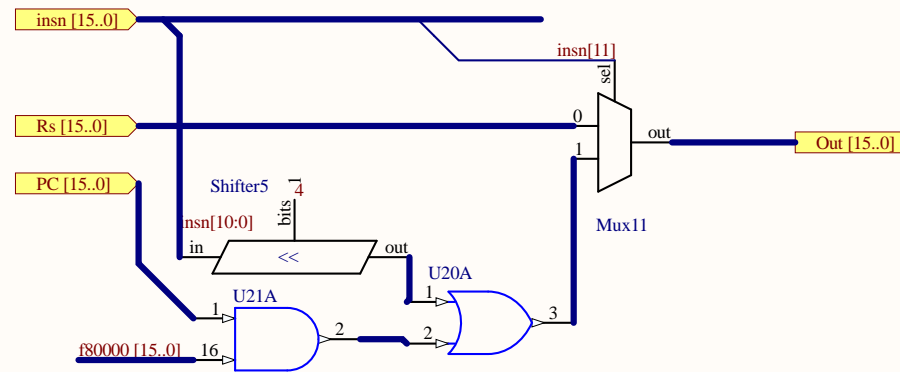 insn [15..0]
insn[11]
sel
Rs [15..0]
0
out
Out [15..0]
1
PC [15..0]
Shifter5
1
4
bits
insn[10:0]
Mux11
in
<<
out
U20A
U21A
1
1
3
2
2
f80000 [15..0]
16